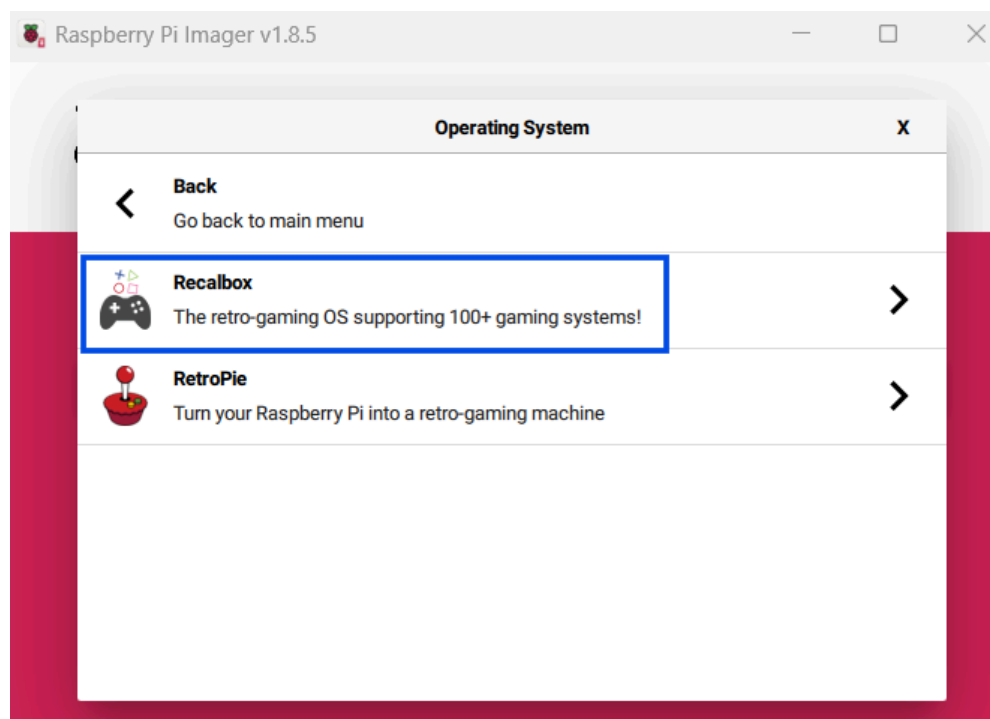 Raspberry Pi Imager v1.8.5
Operating System X
Back
Go back to main menu
Recalbox
The retro-gaming OS supporting 100+ gaming systems!
RetroPie
Turn your Raspberry Pi into a retro-gaming machine